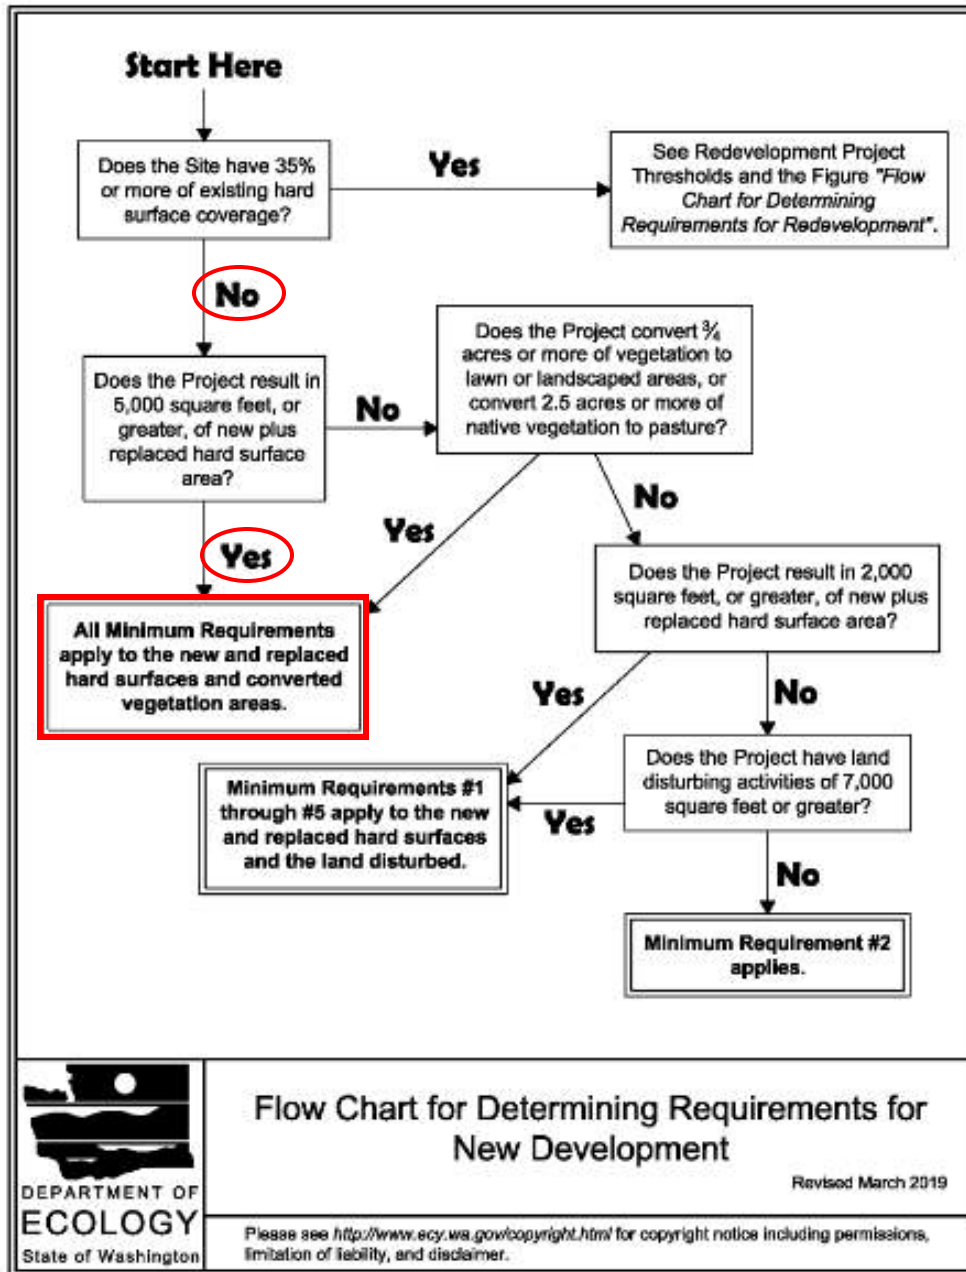 Start Here
Does the Site have 35%
or more of existing hard
surface coverage?
Yes
See Redevelopment Project
Thresholds and the Figure "Flow
Chart for Determining
Requirements for Redevelopment".
No
Does the Project result in
5,000 square feet, or
greater, of new plus
replaced hard surface
area?
No
Does the Project convert ¾
acres or more of vegetation to
lawn or landscaped areas, or
convert 2.5 acres or more of
native vegetation to pasture?
Yes
Yes
No
All Minimum Requirements
apply to the new and replaced
hard surfaces and converted
vegetation areas.
Does the Project result in 2,000
square feet, or greater, of new plus
replaced hard surface area?
Yes
No
Minimum Requirements #1
through #5 apply to the new
and replaced hard surfaces
and the land disturbed.
Does the Project have land
disturbing activities of 7,000
square feet or greater?
Yes
No
Minimum Requirement #2
applies.
DEPARTMENT OF
ECOLOGY
State of Washington
Flow Chart for Determining Requirements for
New Development
Revised March 2019
Please see http://www.ecy.wa.gov/copyright.html for copyright notice including permissions,
limitation of liability, and disclaimer.